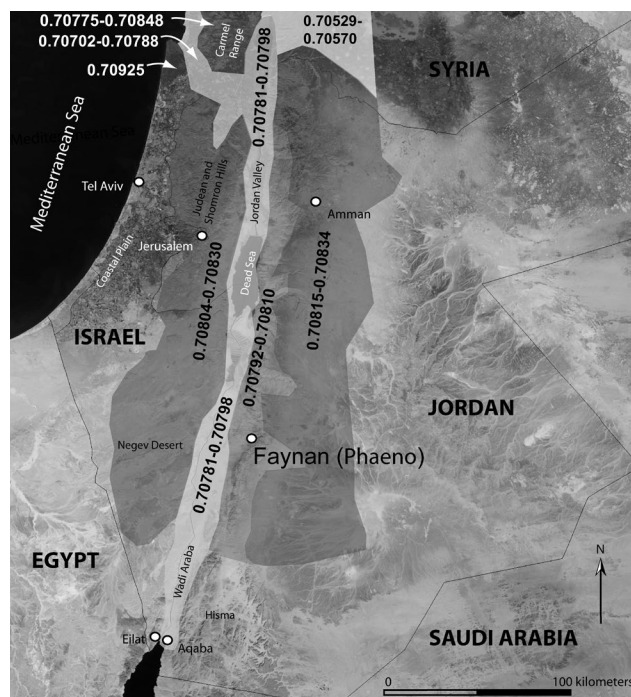 0.70775-0.70848
0.70702-0.70788
0.70925
Carmel
Range
0.70529-
0.70570
SYRIA
Mediterranean Sea
Mediterranean Sea
0.70781-0.70798
Tel Aviv
Judean and
Shomron Hills
Jordan Valley
Amman
Jerusalem
Coastal Plain
Dead Sea
0.70804-0.70830
0.70792-0.70810
0.70815-0.70834
ISRAEL
JORDAN
0.70781-0.70798
Negev Desert
Faynan (Phaeno)
EGYPT
Wadi Araba
Hisma
N
Eilat
Aqaba
SAUDI ARABIA
0
100 kilometers